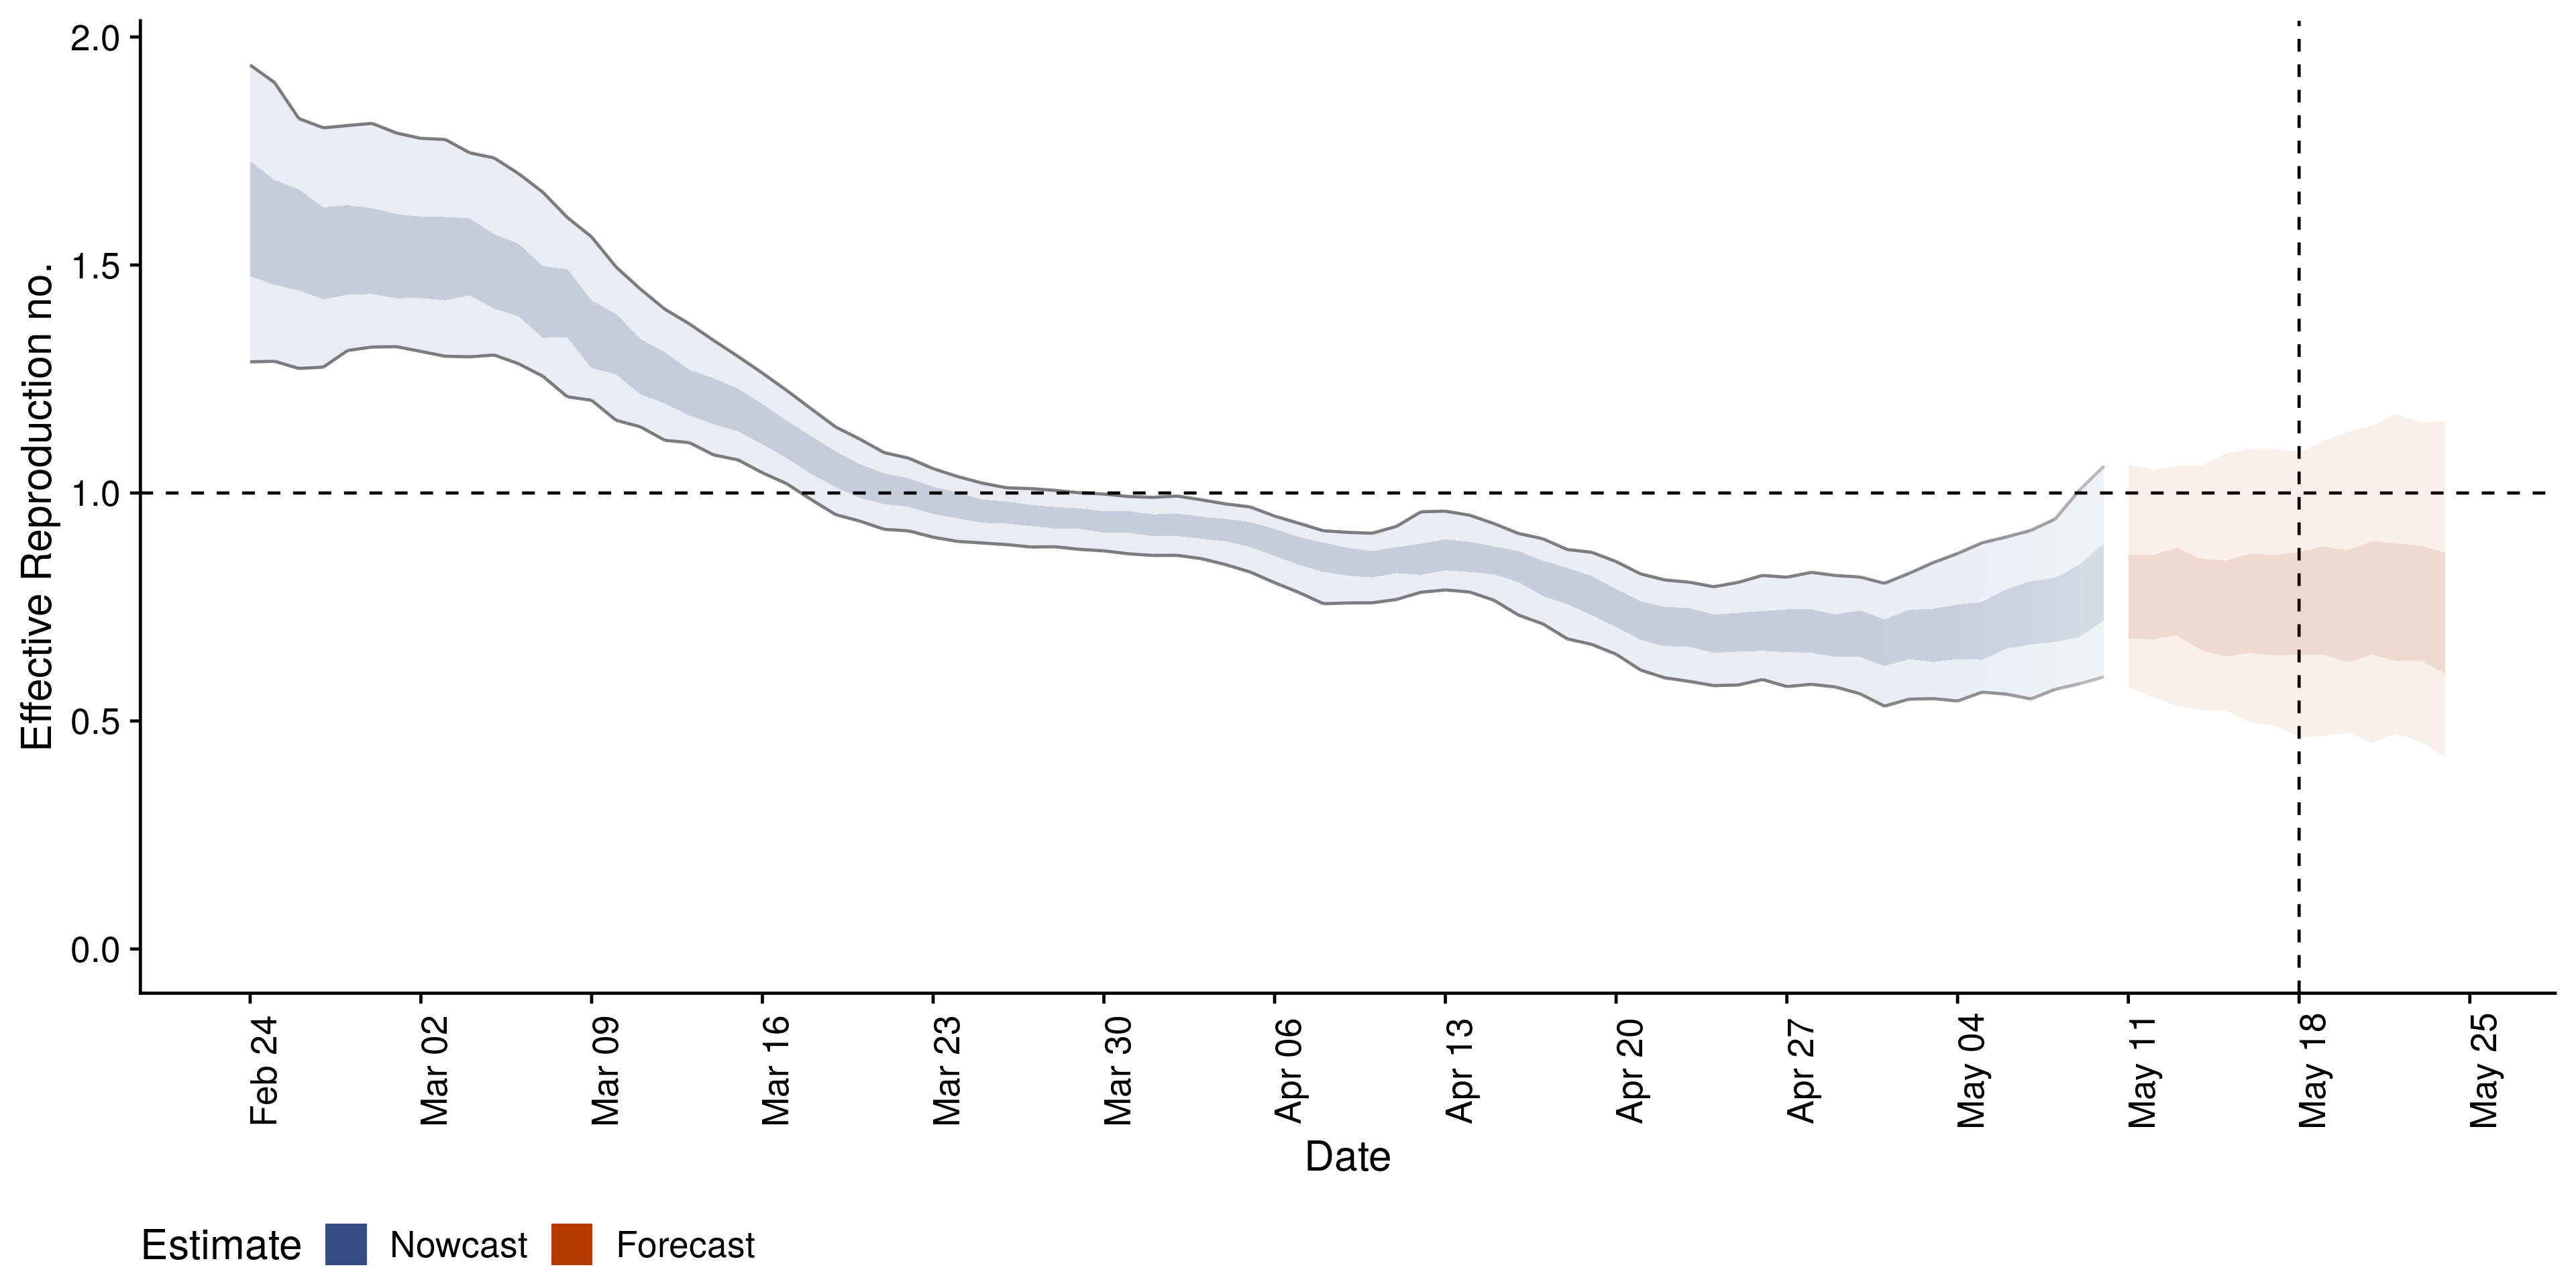 Effective Reproduction no.
2.0
1.5
1.0
0.5
0.0
Feb 24
Mar 02
Mar 09
Mar 16
Mar 23
Mar 30
Apr 06
Apr 13
Apr 20
Apr 27
May 04
May 11
May 18
May 25
Date
Estimate Nowcast Forecast